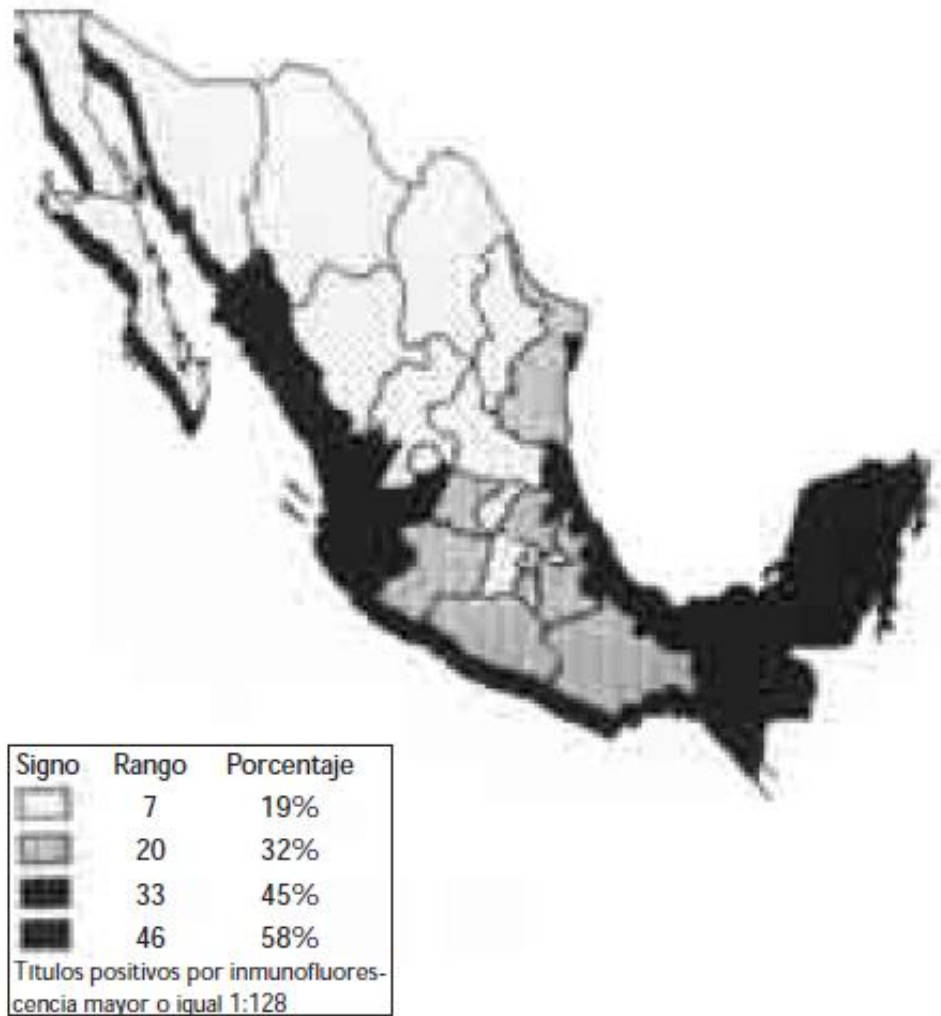 Signo Rango Porcentaje
7 19%
20 32%
33 45%
46 58%
Títulos positivos por inmunofluores-
cencia mayor o igual 1:128